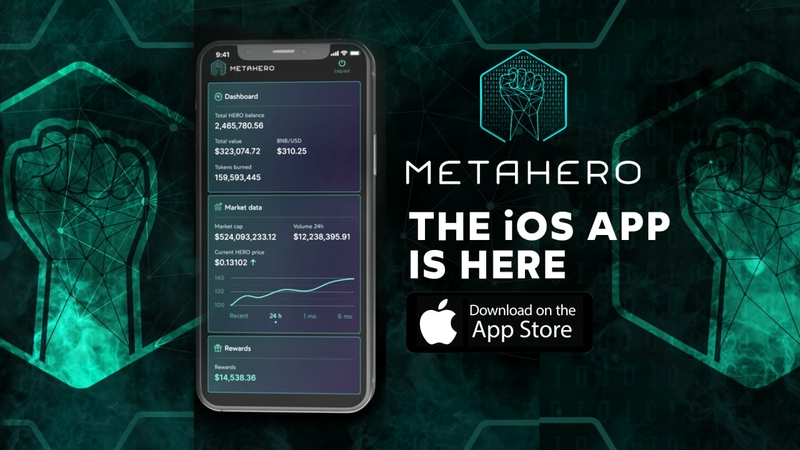 9:41
METAHERO
Log out
Dashboard
Total HERO balance
2,465,780.56
Total value BNB/USD
$323,074.72 $310.25
Tokens burned
159,593,445
Market data
Market cap Volume 24h
$524,093,233.12 $12,238,395.91
Current HERO price
$0.13102 ↑
140
120
100
Recent 24 h 1 mo 6 mo
Rewards
Rewards
$14,538.36
METAHERO
THE iOS APP
IS HERE
Download on the
App Store